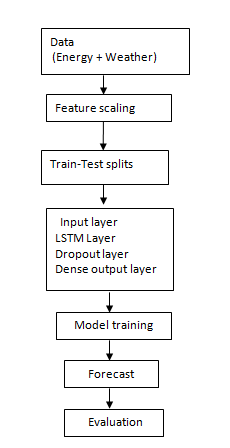 Data
(Energy + Weather)
Feature scaling
Train-Test splits
Input layer
LSTM Layer
Dropout layer
Dense output layer
Model training
Forecast
Evaluation